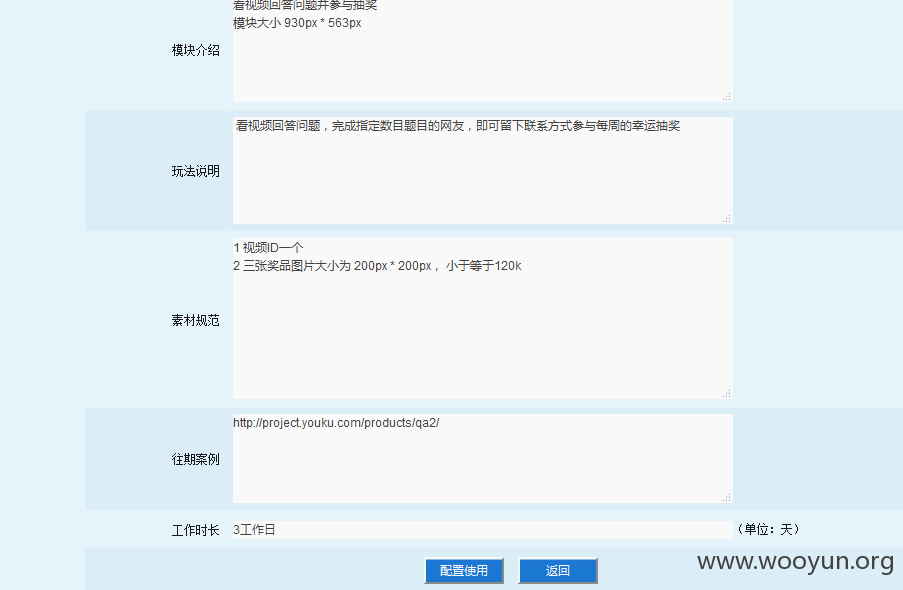 看视频回答问题并参与抽奖
模块大小 930px * 563px
模块介绍
看视频回答问题，完成指定数目题目的网友，即可留下联系方式参与每周的幸运抽奖
玩法说明
1 视频ID一个
2 三张奖品图片大小为 200px * 200px， 小于等于120k
素材规范
http://project.youku.com/products/qa2/
往期案例
工作时长 3工作日 （单位：天）
配置使用 返回
www.wooyun.org